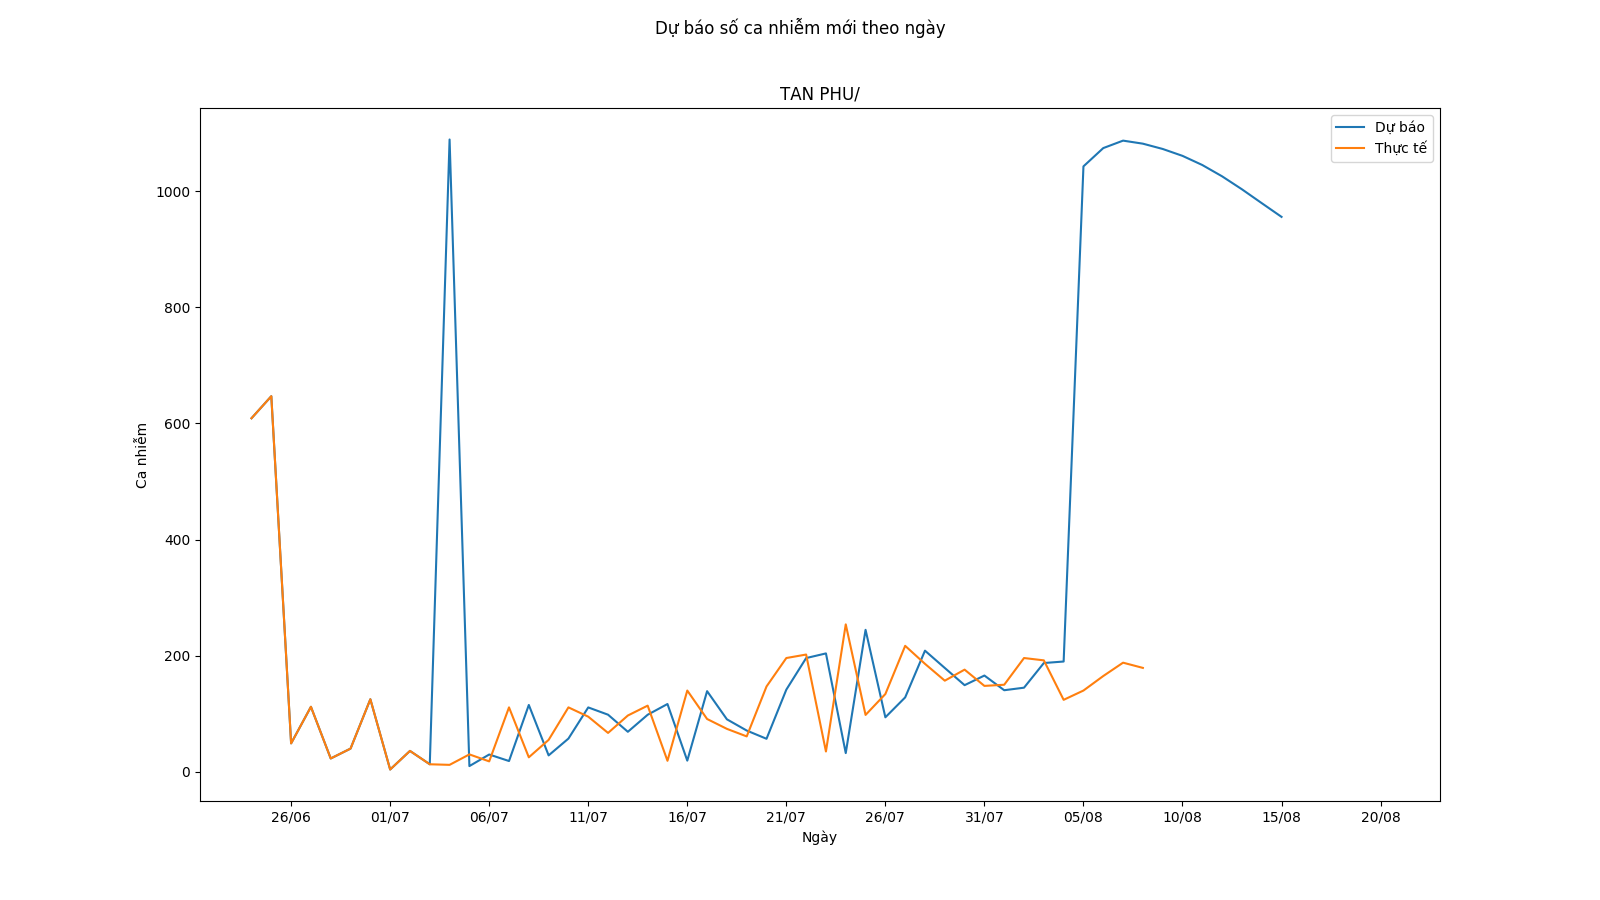 Dự báo số ca nhiễm mới theo ngày
TAN PHU/
Dự báo
Thực tế
1000
800
600
400
200
0
Ca nhiễm
26/06 01/07 06/07 11/07 16/07 21/07 26/07 31/07 05/08 10/08 15/08 20/08
Ngày